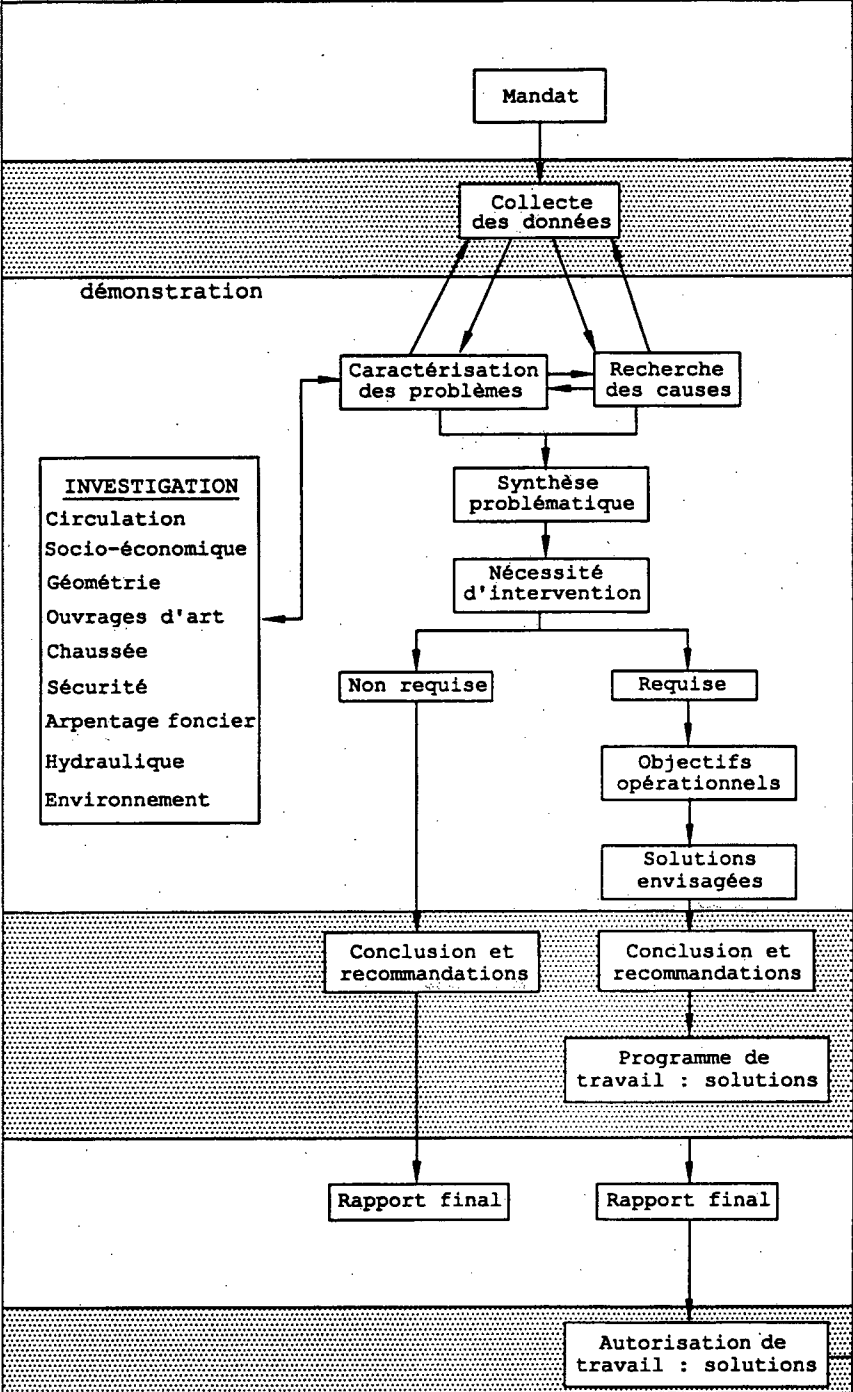 Mandat
Collecte
des données
démonstration
Caractérisation
des problèmes
Recherche
des causes
INVESTIGATION
Circulation
Socio-économique
Géométrie
Ouvrages d'art
Chaussée
Sécurité
Arpentage foncier
Hydraulique
Environnement
Synthèse
problématique
Nécessité
d'intervention
Non requise
Requise
Objectifs
opérationnels
Solutions
envisagées
Conclusion et
recommandations
Conclusion et
recommandations
Programme de
travail : solutions
Rapport final
Rapport final
Autorisation de
travail : solutions